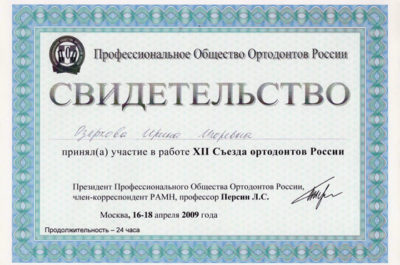 Профессиональное Общество Ортодонтов России
СВИДЕТЕЛЬСТВО
Ирина Игоревна
принял(а) участие в работе XII Съезда ортодонтов России
Президент Профессионального Общества Ортодонтов России,
член-корреспондент РАМН, профессор Персин Л.С.
Москва, 16-18 апреля 2009 года
Продолжительность – 24 часа